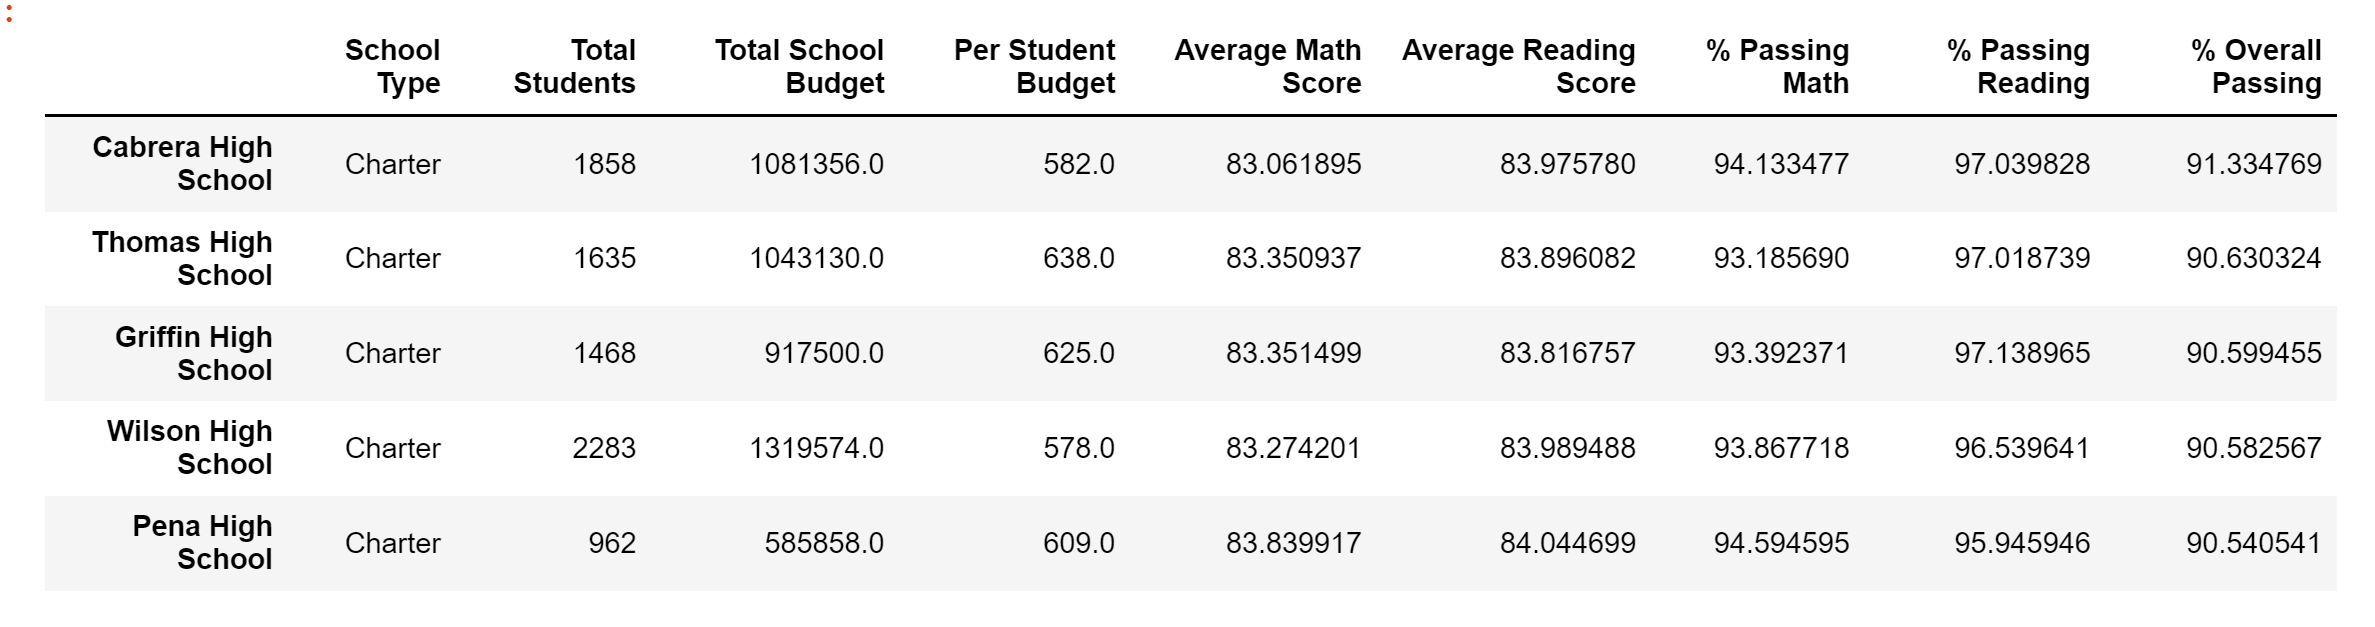 :
School Type Total Students Total School Budget Per Student Budget Average Math Score Average Reading Score % Passing Math % Passing Reading % Overall Passing
Cabrera High School Charter 1858 1081356.0 582.0 83.061895 83.975780 94.133477 97.039828 91.334769
Thomas High School Charter 1635 1043130.0 638.0 83.350937 83.896082 93.185690 97.018739 90.630324
Griffin High School Charter 1468 917500.0 625.0 83.351499 83.816757 93.392371 97.138965 90.599455
Wilson High School Charter 2283 1319574.0 578.0 83.274201 83.989488 93.867718 96.539641 90.582567
Pena High School Charter 962 585858.0 609.0 83.839917 84.044699 94.594595 95.945946 90.540541